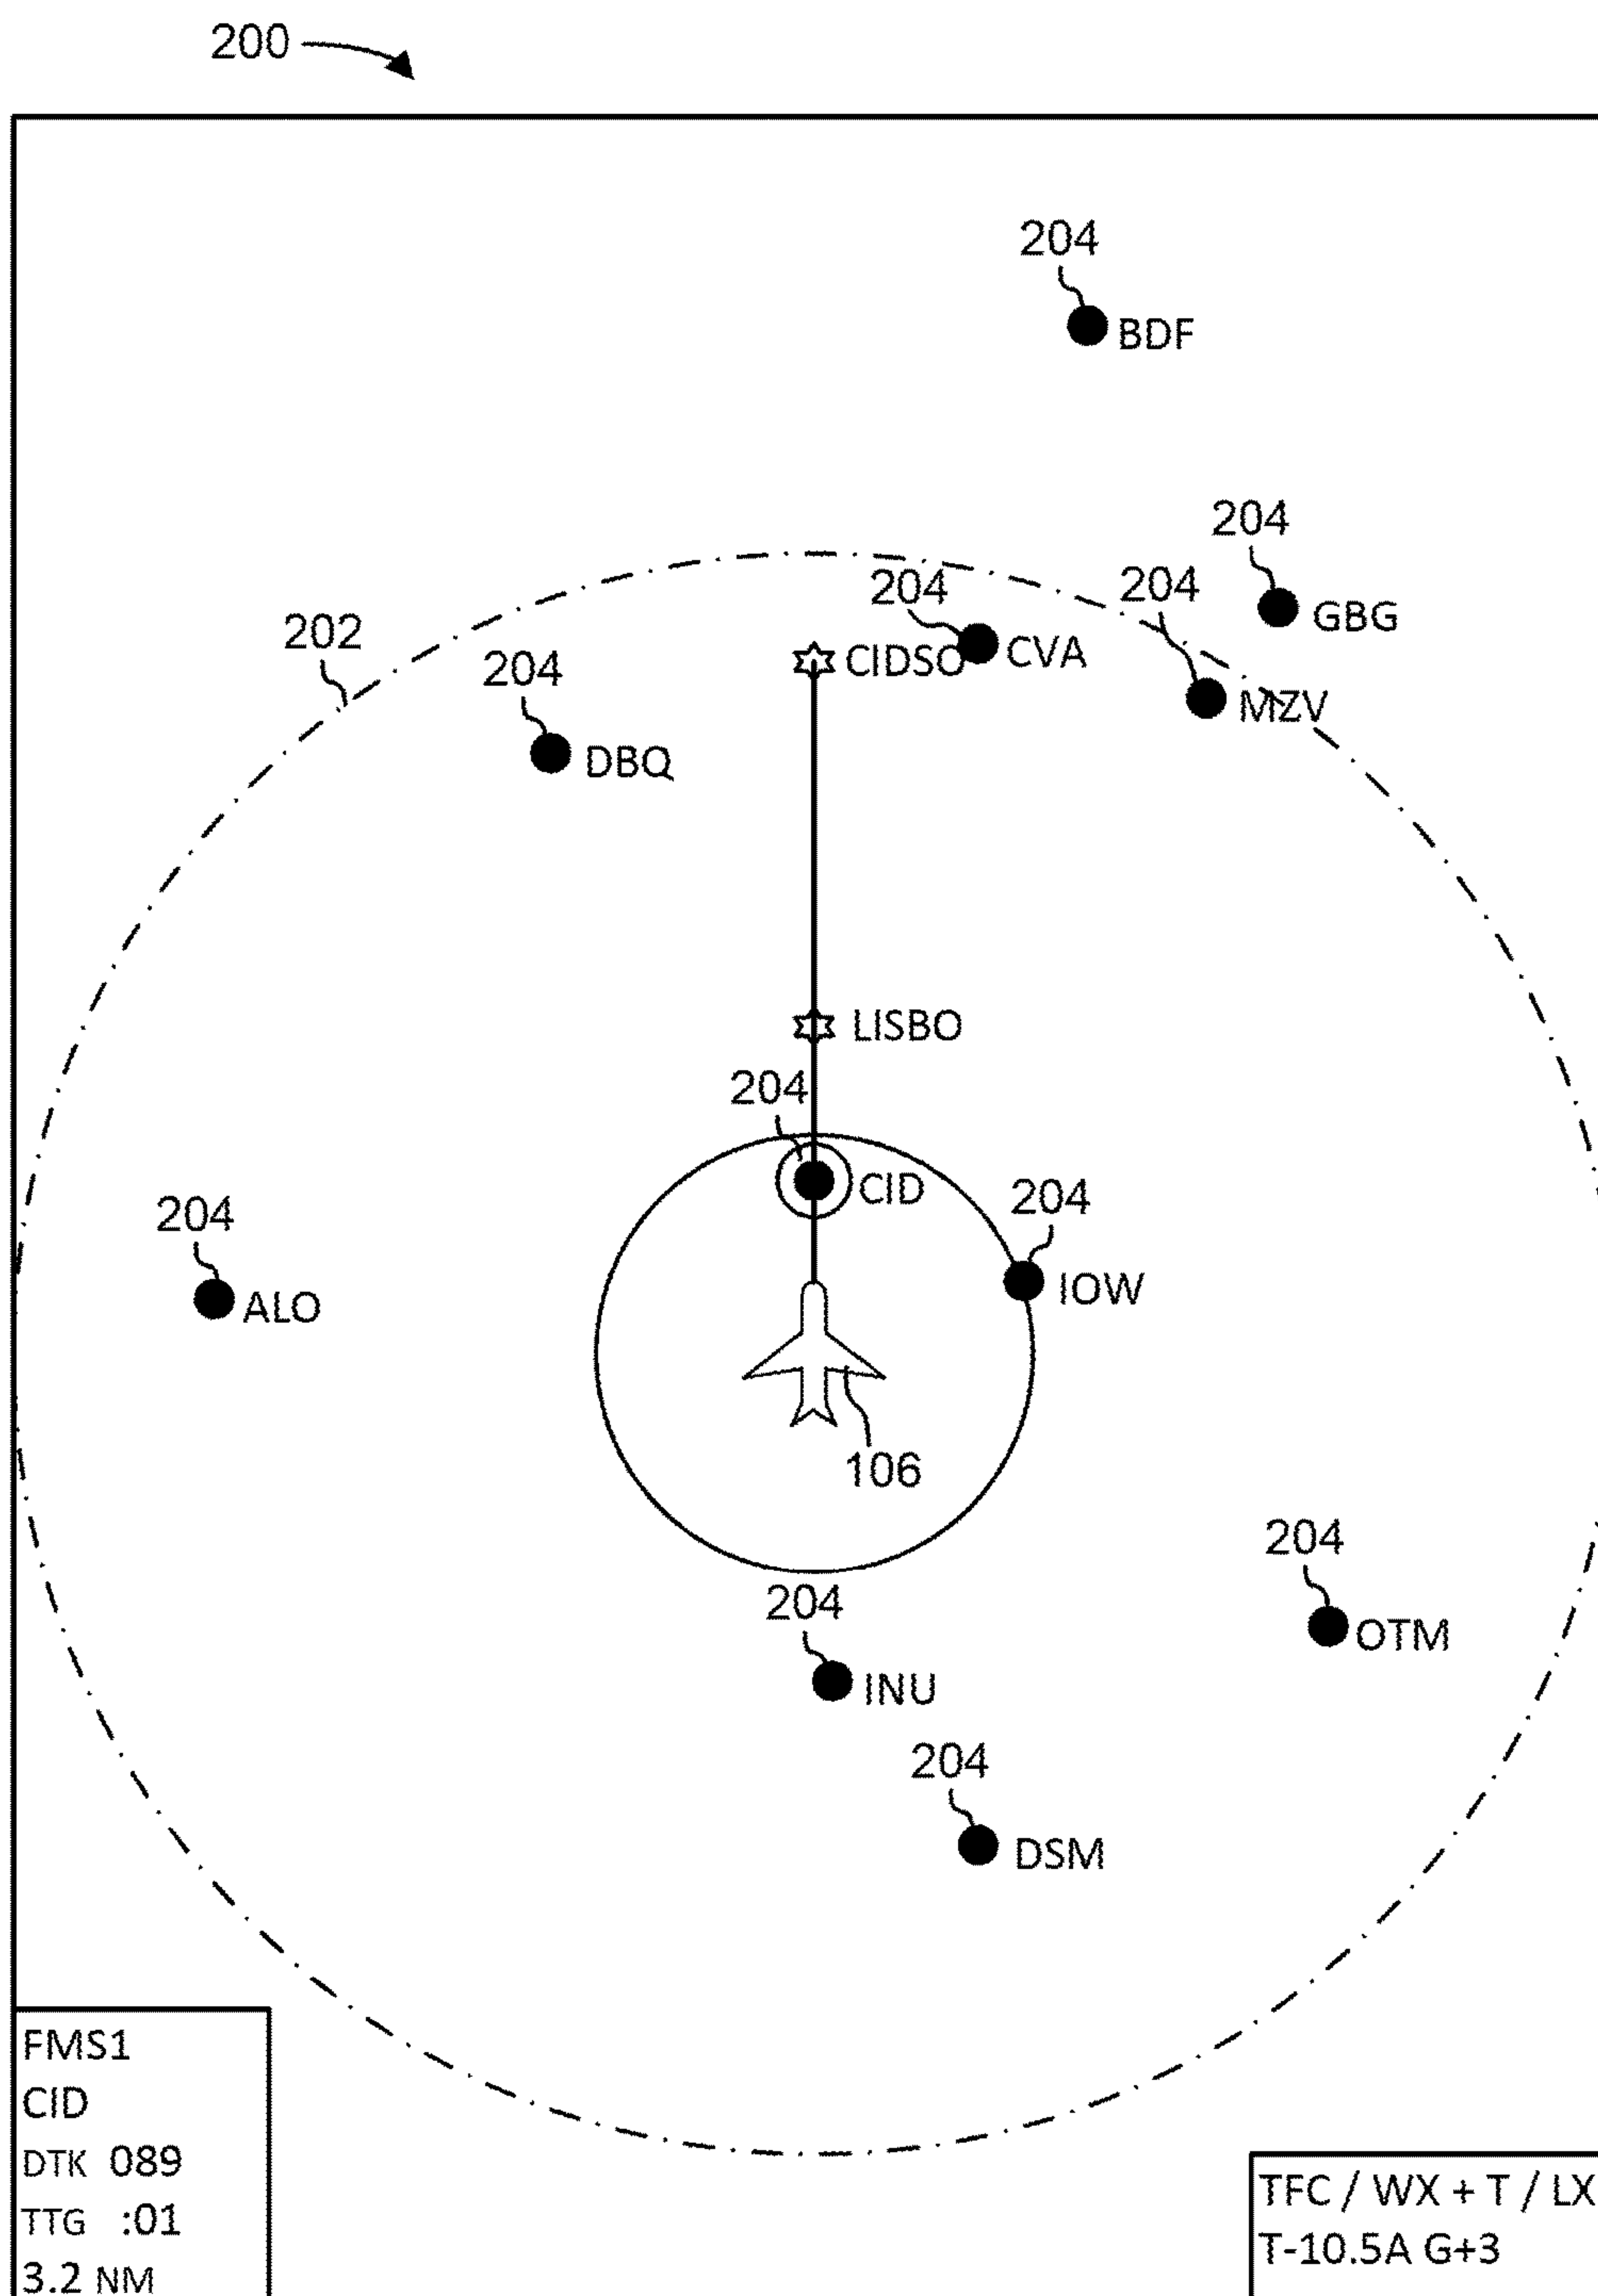 200
204
BDF
204
GBG
204
204
CVA
MZV
202
204
CIDSO
DBQ
LISBO
204
CID
204
IOW
204
ALO
106
204
OTM
204
INU
204
DSM
FMS1
CID
DTK 089
TTG :01
3.2 NM
TFC / WX + T / LX
T-10.5A G+3